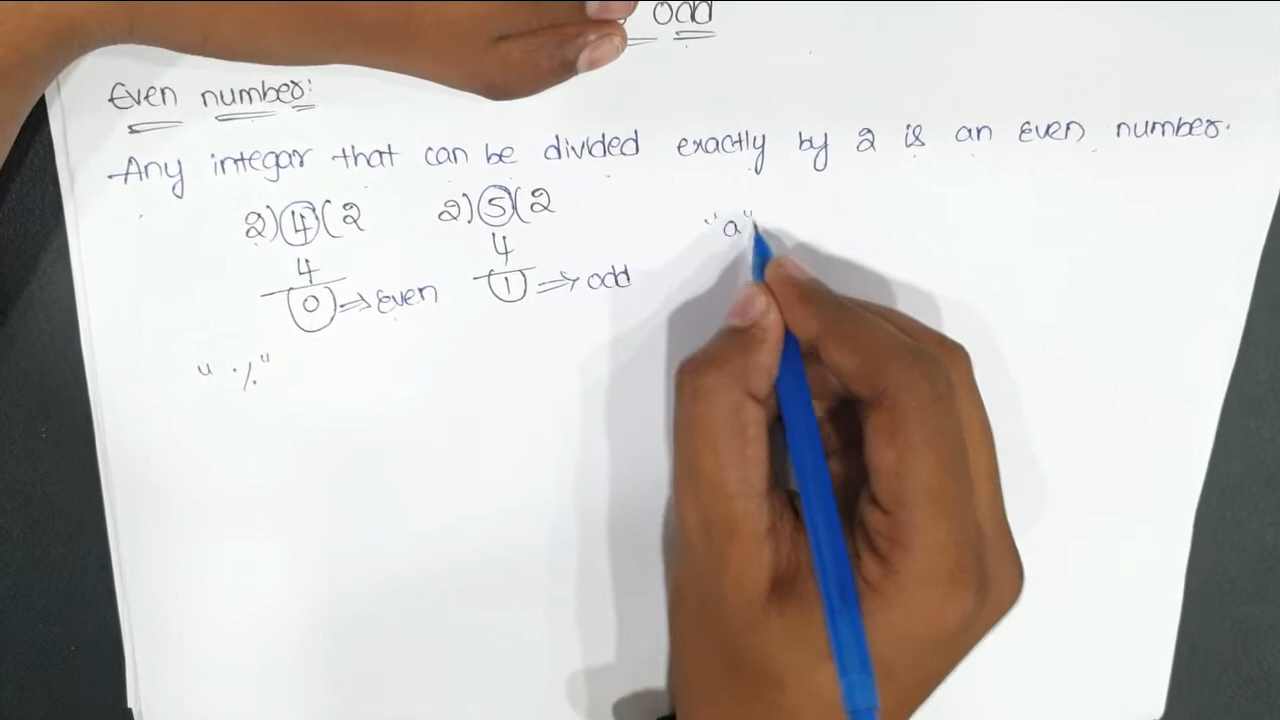 odd
Even number:
Any integar that can be divided exactly by 2 is an even number.
2)4(2 2)5(2 "a"
4 4
0 ⇒ even 1 ⇒ odd
"%"